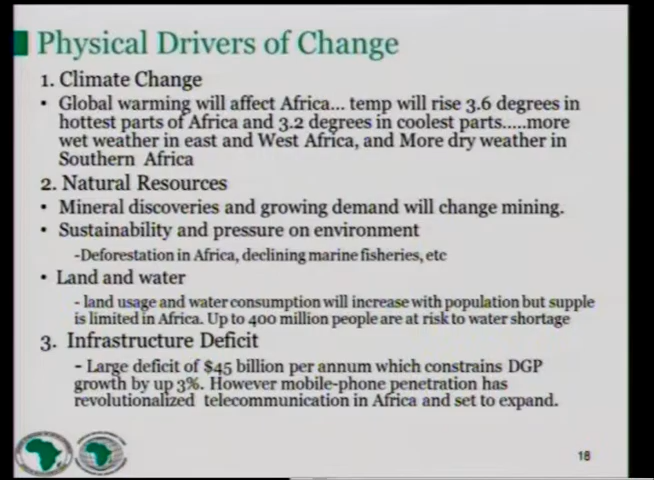 Physical Drivers of Change
1. Climate Change
• Global warming will affect Africa... temp will rise 3.6 degrees in
hottest parts of Africa and 3.2 degrees in coolest parts.....more
wet weather in east and West Africa, and More dry weather in
Southern Africa
2. Natural Resources
• Mineral discoveries and growing demand will change mining.
• Sustainability and pressure on environment
-Deforestation in Africa, declining marine fisheries, etc
• Land and water
- land usage and water consumption will increase with population but supple
is limited in Africa. Up to 400 million people are at risk to water shortage
3. Infrastructure Deficit
- Large deficit of $45 billion per annum which constrains DGP
growth by up 3%. However mobile-phone penetration has
revolutionalized telecommunication in Africa and set to expand.
18